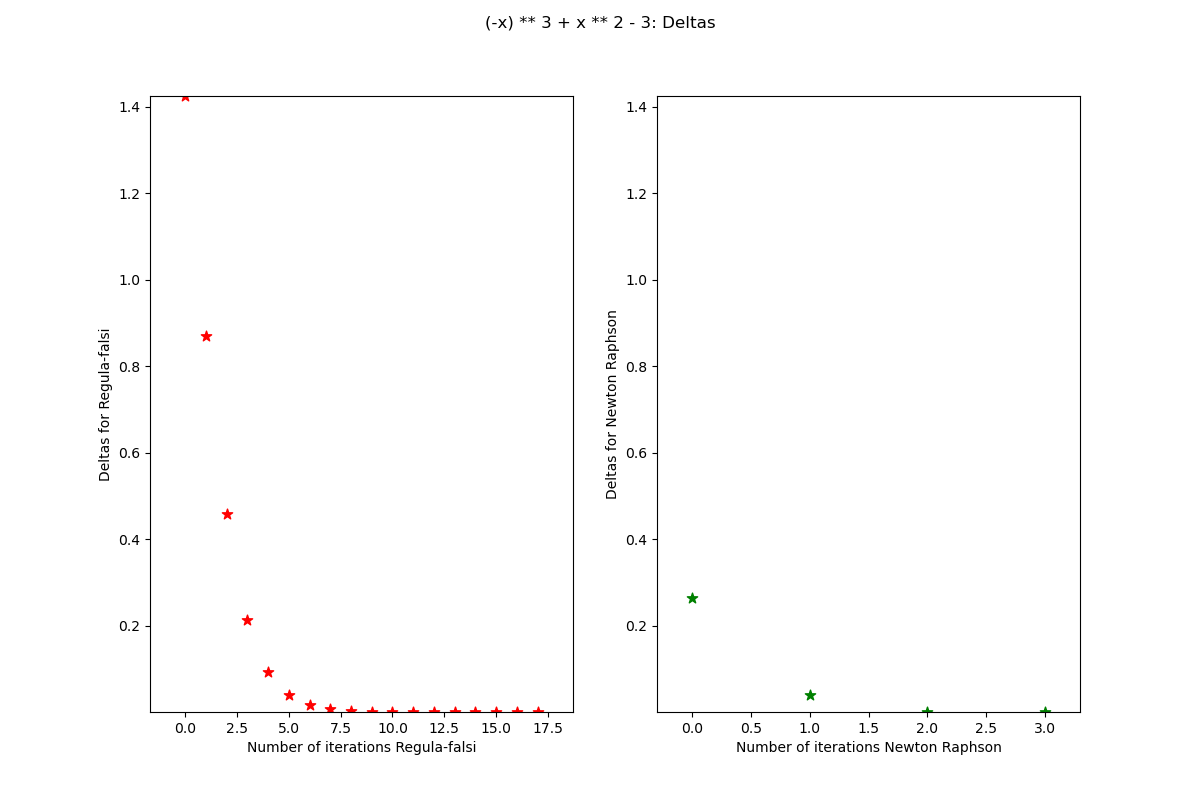 (-x) ** 3 + x ** 2 - 3: Deltas
Deltas for Regula-falsi
1.4
1.2
1.0
0.8
0.6
0.4
0.2
0.0 2.5 5.0 7.5 10.0 12.5 15.0 17.5
Number of iterations Regula-falsi
Deltas for Newton Raphson
1.4
1.2
1.0
0.8
0.6
0.4
0.2
0.0 0.5 1.0 1.5 2.0 2.5 3.0
Number of iterations Newton Raphson